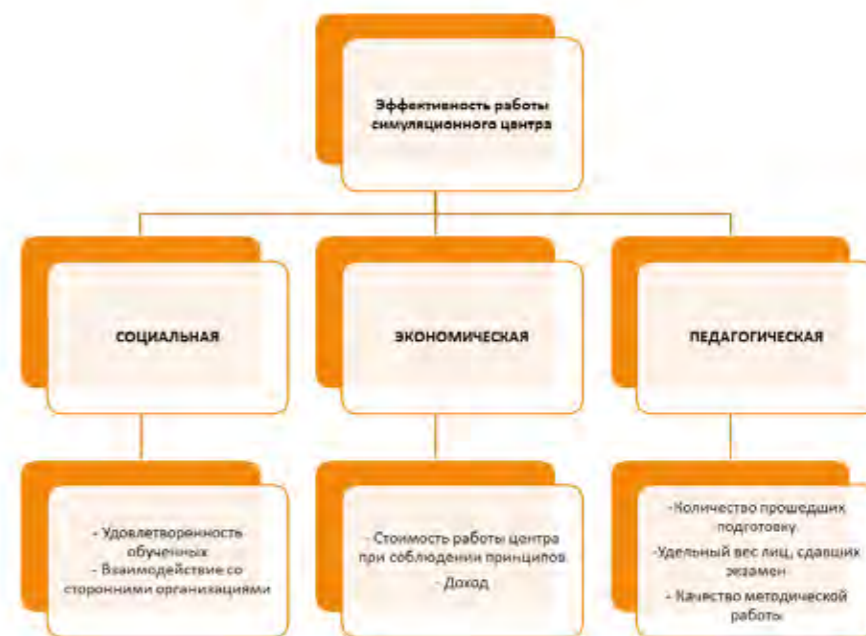 Эффективность работы
симуляционного центра
СОЦИАЛЬНАЯ
ЭКОНОМИЧЕСКАЯ
ПЕДАГОГИЧЕСКАЯ
- Удовлетворенность
обученных
- Взаимодействие со
сторонними организациями
- Стоимость работы центра
при соблюдении принципов
- Доход
-Количество прошедших
подготовку
-Удельный вес лиц, сдавших
экзамен
- Качество методической
работы